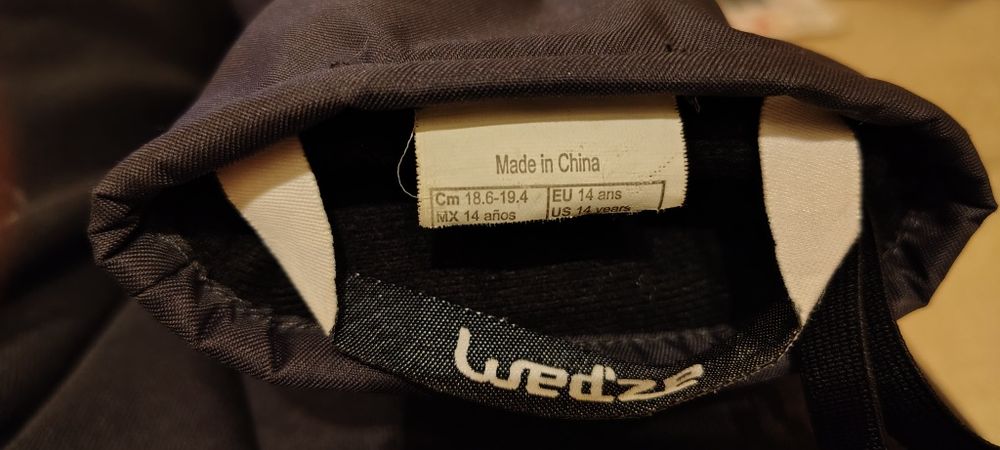 Made in China
Cm 18.6-19.4 EU 14 ans
MX 14 años US 14 years
Wed'ze